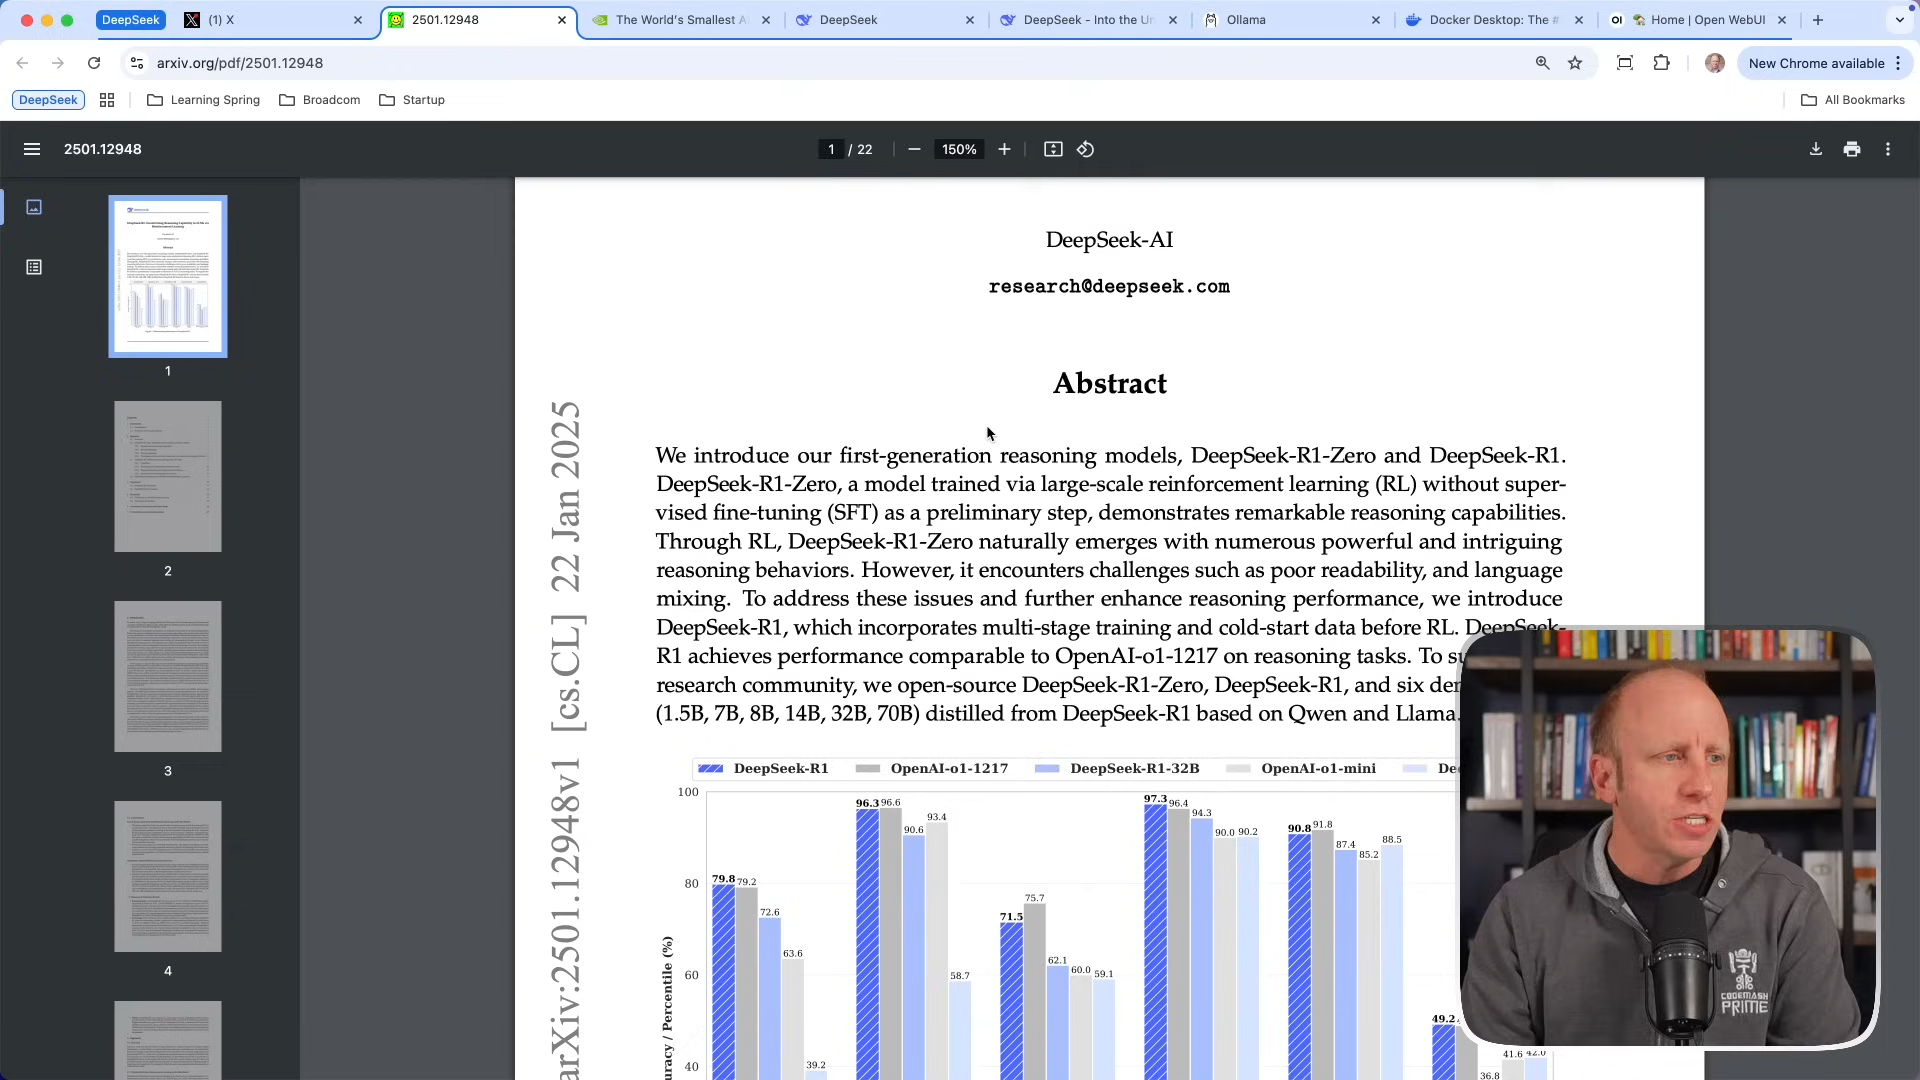 DeepSeek
(1) X
2501.12948
The World's Smallest A
DeepSeek
DeepSeek - Into the Un
Ollama
Docker Desktop: The #
OI
Home | Open WebUI
arxiv.org/pdf/2501.12948
New Chrome available
DeepSeek
Learning Spring
Broadcom
Startup
All Bookmarks
2501.12948
1 / 22
150%
1
2
3
4
DeepSeek-AI
research@deepseek.com
Abstract
We introduce our first-generation reasoning models, DeepSeek-R1-Zero and DeepSeek-R1.
DeepSeek-R1-Zero, a model trained via large-scale reinforcement learning (RL) without super-
vised fine-tuning (SFT) as a preliminary step, demonstrates remarkable reasoning capabilities.
Through RL, DeepSeek-R1-Zero naturally emerges with numerous powerful and intriguing
reasoning behaviors. However, it encounters challenges such as poor readability, and language
mixing. To address these issues and further enhance reasoning performance, we introduce
DeepSeek-R1, which incorporates multi-stage training and cold-start data before RL. DeepSeek-
R1 achieves performance comparable to OpenAI-o1-1217 on reasoning tasks. To su
research community, we open-source DeepSeek-R1-Zero, DeepSeek-R1, and six den
(1.5B, 7B, 8B, 14B, 32B, 70B) distilled from DeepSeek-R1 based on Qwen and Llama.
arXiv:2501.12948v1 [cs.CL] 22 Jan 2025
DeepSeek-R1
OpenAI-o1-1217
DeepSeek-R1-32B
OpenAI-o1-mini
De
100
80
60
40
uracy / Percentile (%)
79.8
79.2
72.6
63.6
39.2
96.3
96.6
90.6
93.4
58.7
71.5
75.7
62.1
60.0
59.1
97.3
96.4
94.3
90.0
90.2
90.8
91.8
87.4
85.2
88.5
49.2
36.8
41.6
42.0
CODEMASH
PRIME